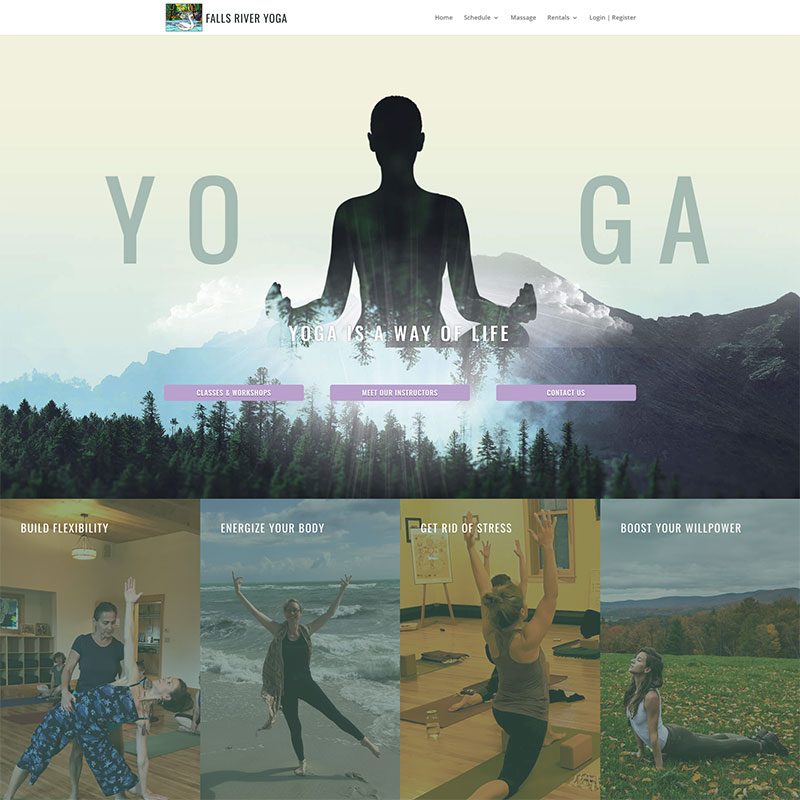 FALLS RIVER YOGA
Home Schedule Massage Rentals Login | Register
YO GA
YOGA IS A WAY OF LIFE
CLASSES & WORKSHOPS MEET OUR INSTRUCTORS CONTACT US
BUILD FLEXIBILITY ENERGIZE YOUR BODY GET RID OF STRESS BOOST YOUR WILLPOWER